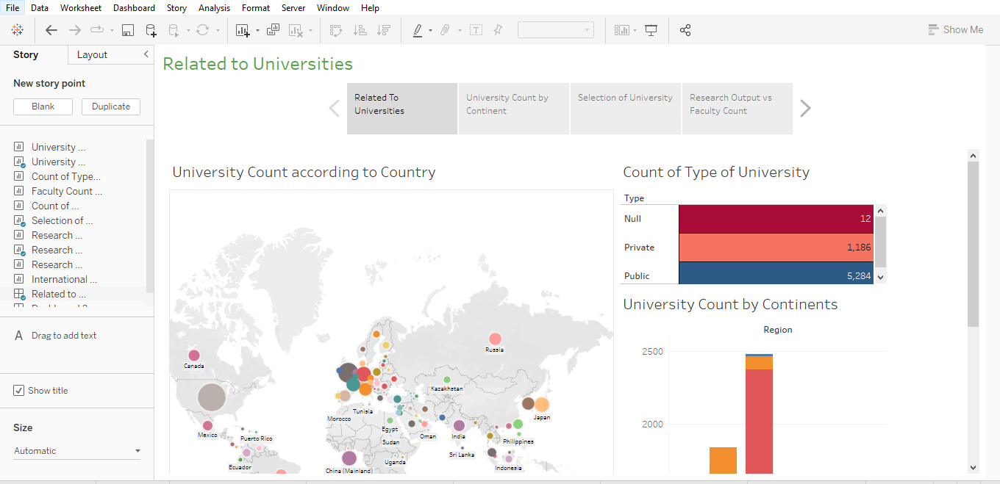 File Data Worksheet Dashboard Story Analysis Format Server Window Help
Show Me
Story Layout
New story point
Blank Duplicate
University ...
University ...
Count of Type...
Faculty Count ...
Count of ...
Selection of ...
Research ...
Research ...
Research ...
International ...
Related to ...
A Drag to add text
Show title
Size
Automatic
Related to Universities
Related To
Universities
University Count by
Continent
Selection of University
Research Output vs
Faculty Count
University Count according to Country
Canada
Russia
Kazakhstan
Tunisia
Japan
Morocco
Mexico
Puerto Rico
Egypt
Oman
India
Sudan
Philippines
Sri Lanka
Ecuador
Uganda
Indonesia
China (Mainland)
Count of Type of University
Type
Null 12
Private 1,186
Public 5,284
University Count by Continents
Region
2500
2000